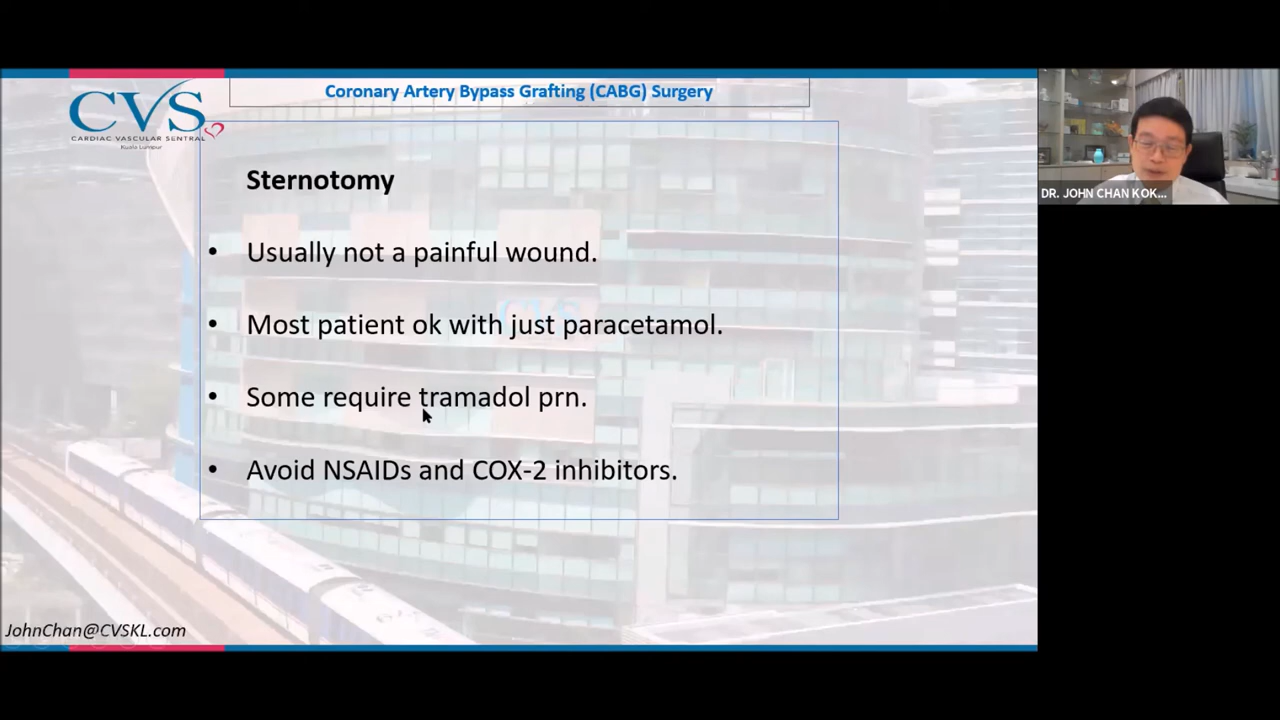 Coronary Artery Bypass Grafting (CABG) Surgery
CVS
CARDIAC VASCULAR SENTRAL
Kuala Lumpur
Sternotomy
• Usually not a painful wound.
• Most patient ok with just paracetamol.
• Some require tramadol prn.
• Avoid NSAIDs and COX-2 inhibitors.
JohnChan@CVSKL.com
DR. JOHN CHAN KOK...